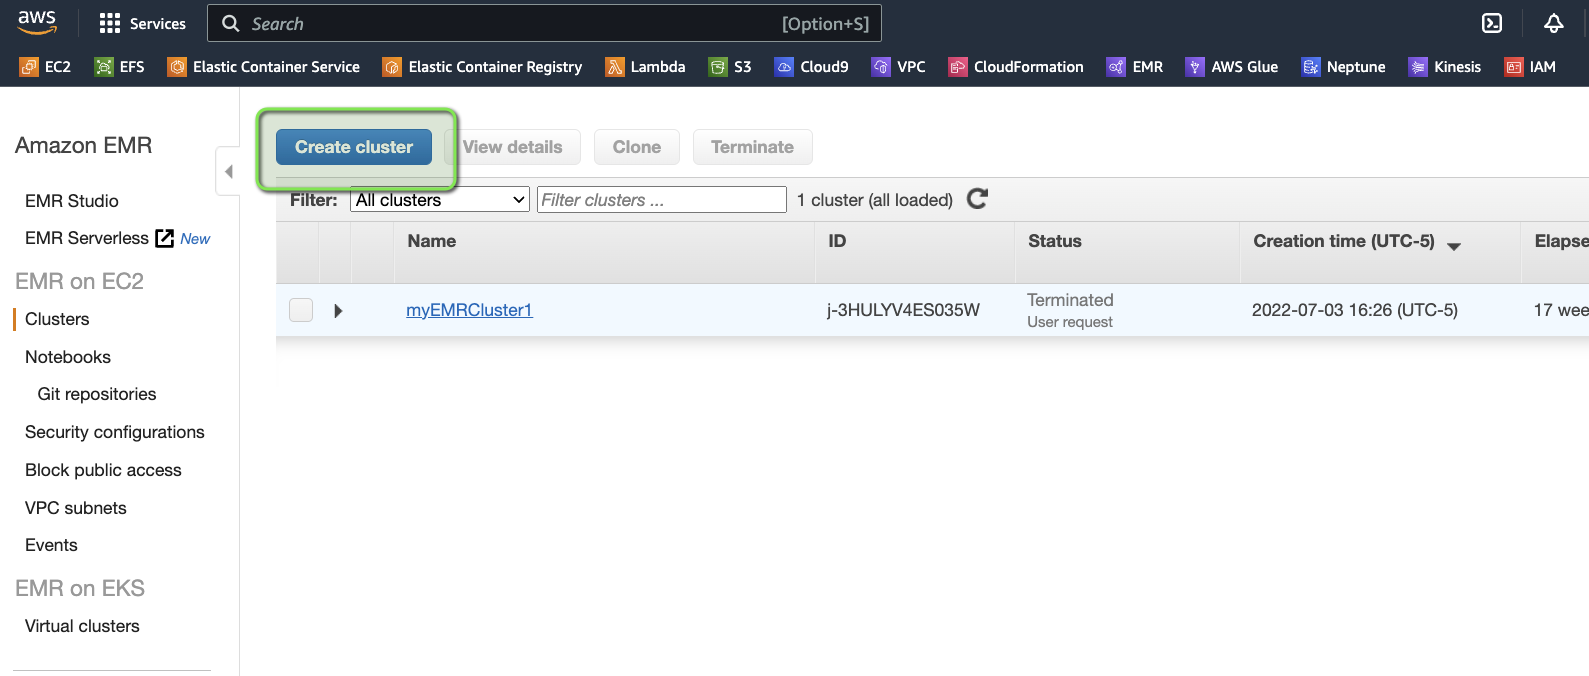 aws Services Search [Option+S]
EC2 EFS Elastic Container Service Elastic Container Registry Lambda S3 Cloud9 VPC CloudFormation EMR AWS Glue Neptune Kinesis IAM
Amazon EMR
EMR Studio
EMR Serverless New
EMR on EC2
Clusters
Notebooks
Git repositories
Security configurations
Block public access
VPC subnets
Events
EMR on EKS
Virtual clusters
Create cluster View details Clone Terminate
Filter: All clusters Filter clusters ... 1 cluster (all loaded)
Name ID Status Creation time (UTC-5) Elapse
myEMRCluster1 j-3HULYV4ES035W Terminated 2022-07-03 16:26 (UTC-5) 17 wee
User request